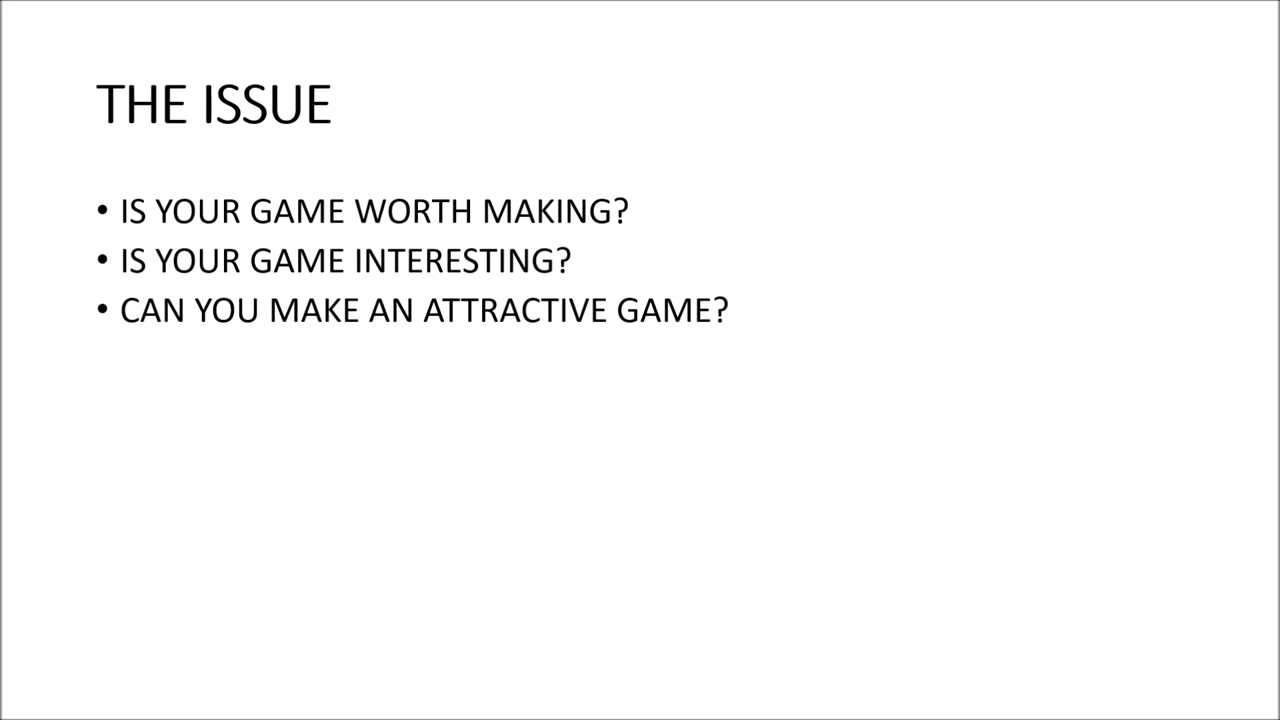 THE ISSUE
• IS YOUR GAME WORTH MAKING?
• IS YOUR GAME INTERESTING?
• CAN YOU MAKE AN ATTRACTIVE GAME?